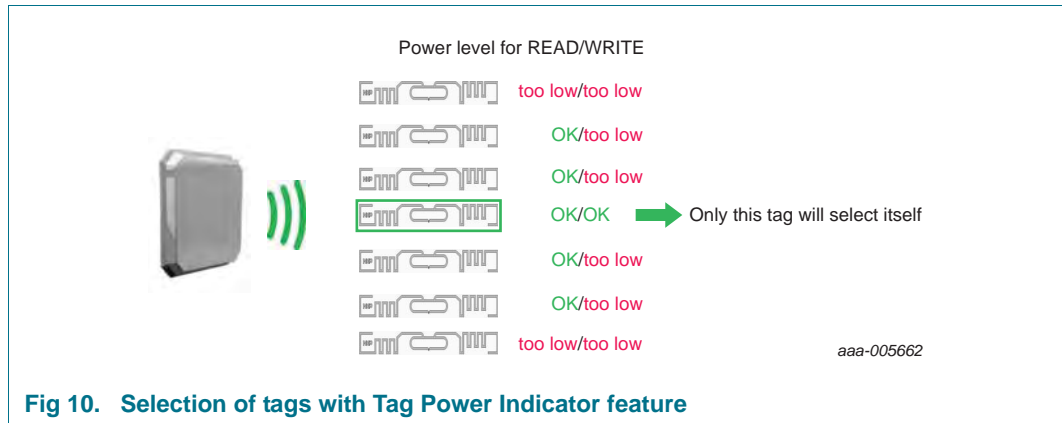 Power level for READ/WRITE
too low/too low
OK/too low
OK/too low
OK/OK Only this tag will select itself
OK/too low
OK/too low
too low/too low
aaa-005662
Fig 10. Selection of tags with Tag Power Indicator feature